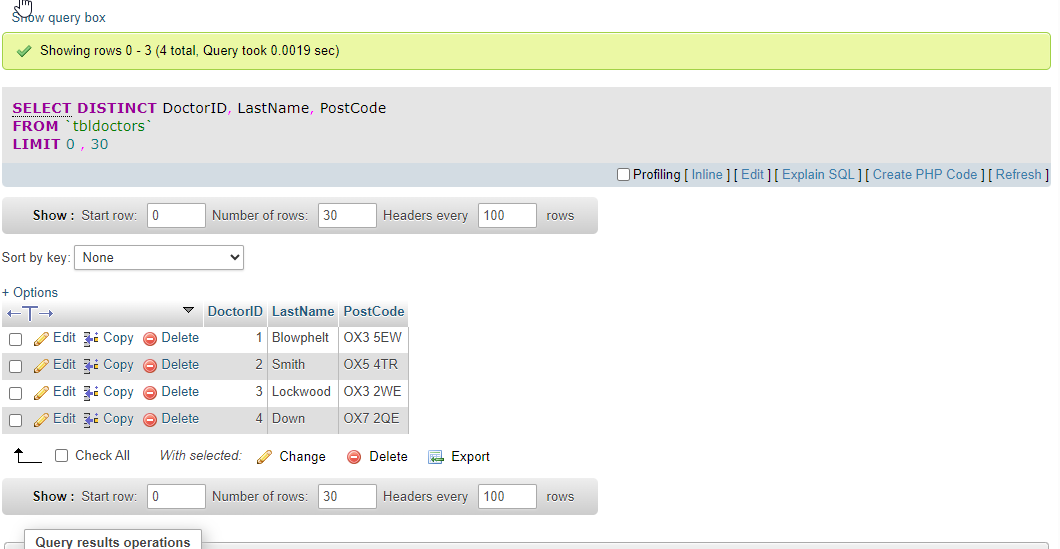 Show query box
Showing rows 0 - 3 (4 total, Query took 0.0019 sec)
SELECT DISTINCT DoctorID, LastName, PostCode
FROM `tbldoctors`
LIMIT 0 , 30
Profiling [ Inline ] [ Edit ] [ Explain SQL ] [ Create PHP Code ] [ Refresh ]
Show : Start row: 0 Number of rows: 30 Headers every 100 rows
Sort by key: None
+ Options
←T→ DoctorID LastName PostCode
Edit Copy Delete 1 Blowphelt OX3 5EW
Edit Copy Delete 2 Smith OX5 4TR
Edit Copy Delete 3 Lockwood OX3 2WE
Edit Copy Delete 4 Down OX7 2QE
Check All With selected: Change Delete Export
Show : Start row: 0 Number of rows: 30 Headers every 100 rows
Query results operations